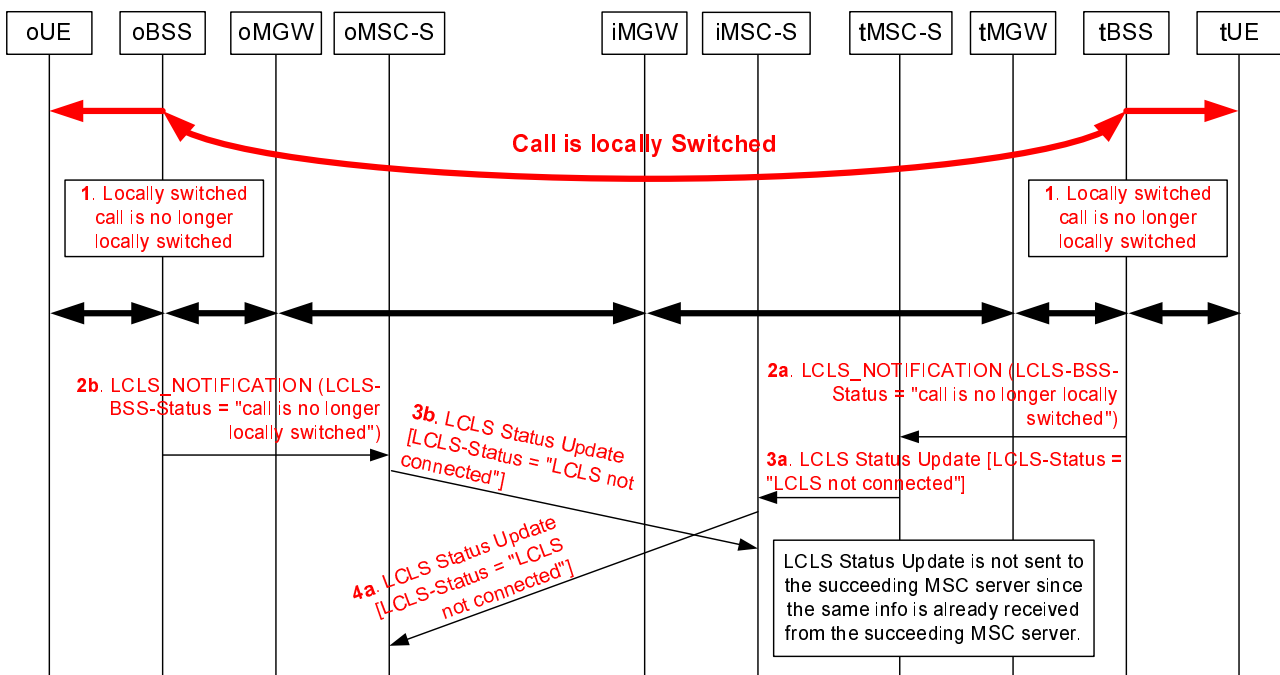 oUE oBSS oMGW oMSC-S iMGW iMSC-S tMSC-S tMGW tBSS tUE
Call is locally Switched
1. Locally switched
call is no longer
locally switched
1. Locally switched
call is no longer
locally switched
2b. LCLS_NOTIFICATION (LCLS-
BSS-Status = "call is no longer
locally switched")
2a. LCLS_NOTIFICATION (LCLS-BSS-
Status = "call is no longer locally
switched")
3b. LCLS Status Update
[LCLS-Status = "LCLS not
connected"]
3a. LCLS Status Update [LCLS-Status =
"LCLS not connected"]
4a. LCLS Status Update
[LCLS-Status = "LCLS
not connected"]
LCLS Status Update is not sent to
the succeeding MSC server since
the same info is already received
from the succeeding MSC server.